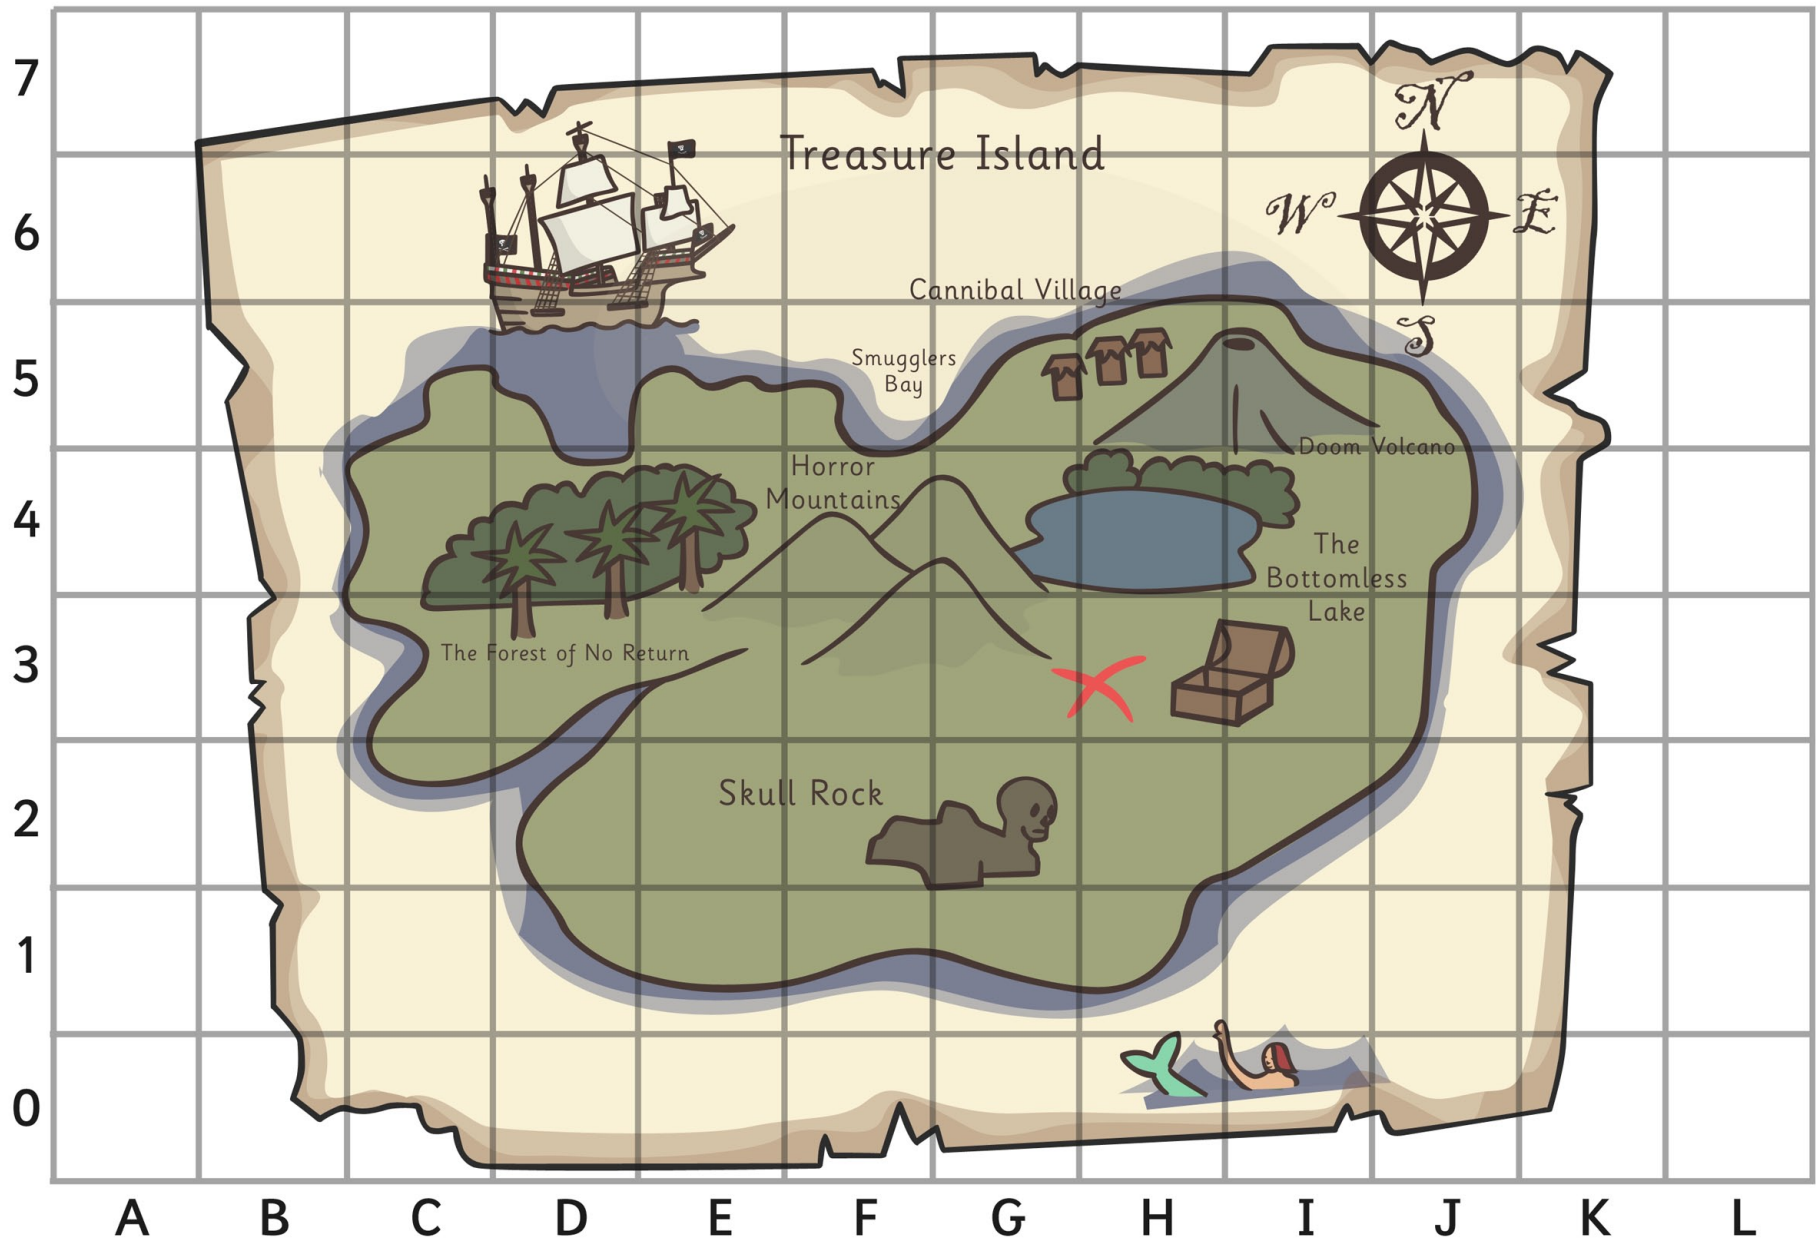 7
N
Treasure Island
6
W
E
Cannibal Village
S
5
Smugglers
Bay
Doom Volcano
Horror
Mountains
4
The
Bottomless
Lake
3
The Forest of No Return
2
Skull Rock
1
0
A B C D E F G H I J K L